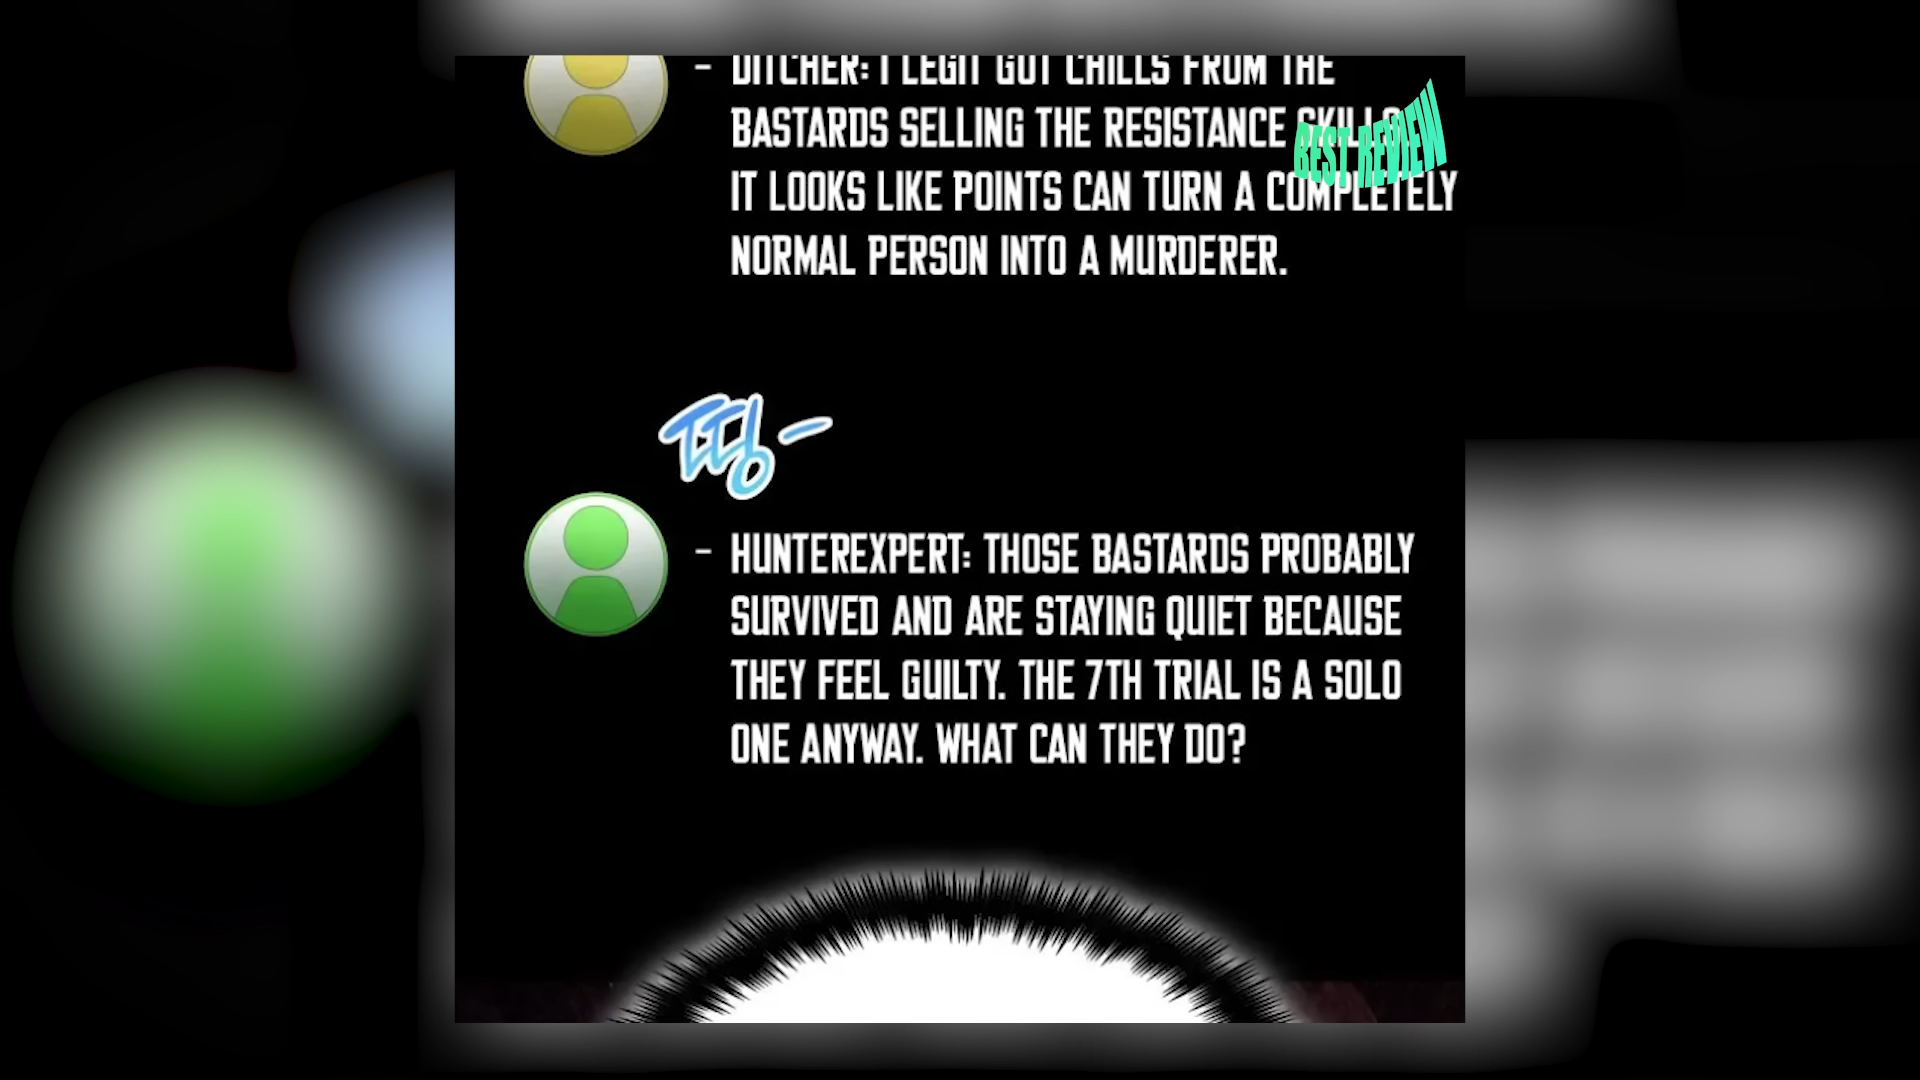 - DITCHER: I LEGIT GOT CHILLS FROM THE
BASTARDS SELLING THE RESISTANCE SKILLS.
IT LOOKS LIKE POINTS CAN TURN A COMPLETELY
NORMAL PERSON INTO A MURDERER.
BEST REVIEW
띠링-
- HUNTEREXPERT: THOSE BASTARDS PROBABLY
SURVIVED AND ARE STAYING QUIET BECAUSE
THEY FEEL GUILTY. THE 7TH TRIAL IS A SOLO
ONE ANYWAY. WHAT CAN THEY DO?